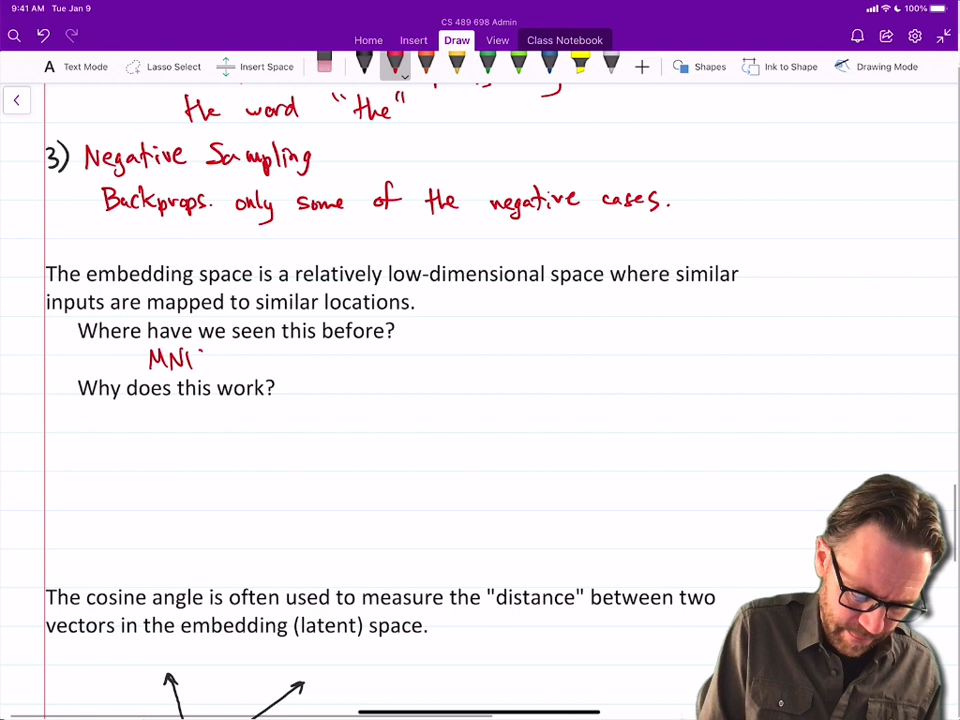 9:41 AM Tue Jan 9
100%
CS 489 698 Admin
Home Insert Draw View Class Notebook
Text Mode Lasso Select Insert Space Shapes Ink to Shape Drawing Mode
the word "the"
3) Negative Sampling
Backprops. only some of the negative cases.
The embedding space is a relatively low-dimensional space where similar
inputs are mapped to similar locations.
Where have we seen this before?
MNI
Why does this work?
The cosine angle is often used to measure the "distance" between two
vectors in the embedding (latent) space.